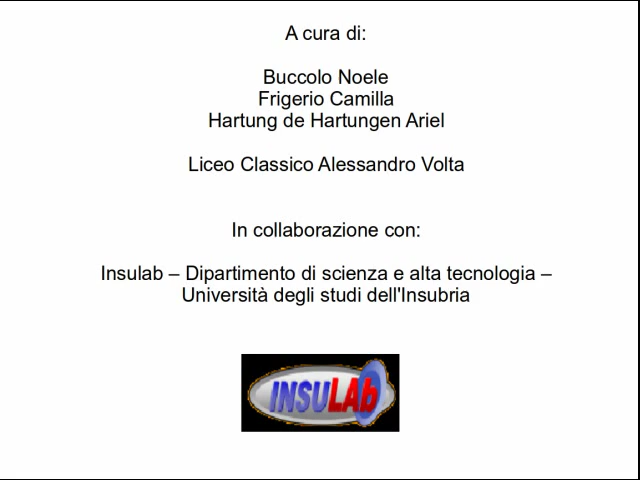 A cura di:
Buccolo Noele
Frigerio Camilla
Hartung de Hartungen Ariel
Liceo Classico Alessandro Volta
In collaborazione con:
Insulab – Dipartimento di scienza e alta tecnologia –
Università degli studi dell'Insubria
INSULAb